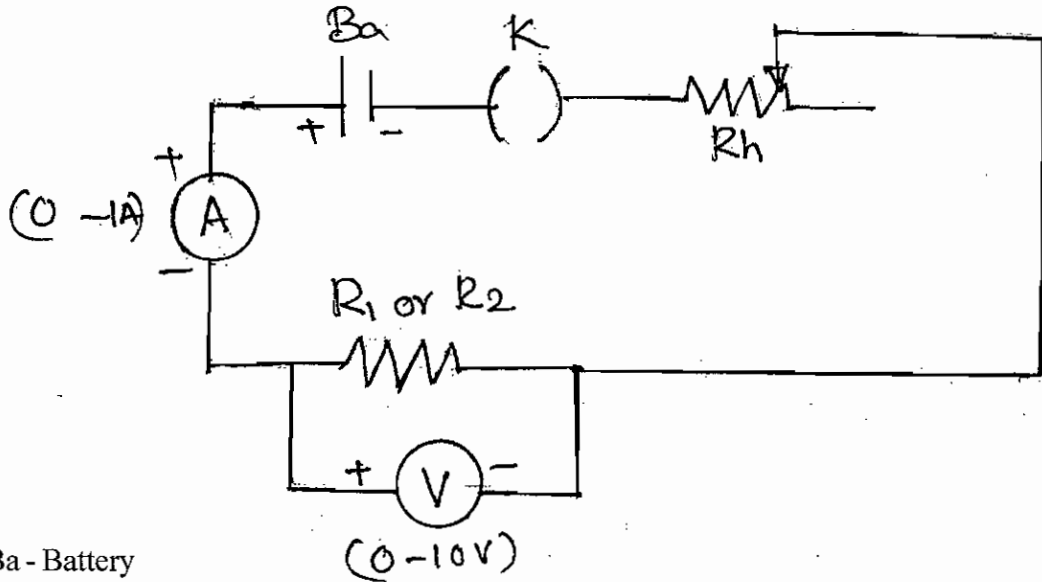 Ba
K
+ -
Rh
+
(0 - 1A) A
-
R1 or R2
+ V -
(0 - 10V)
Ba - Battery